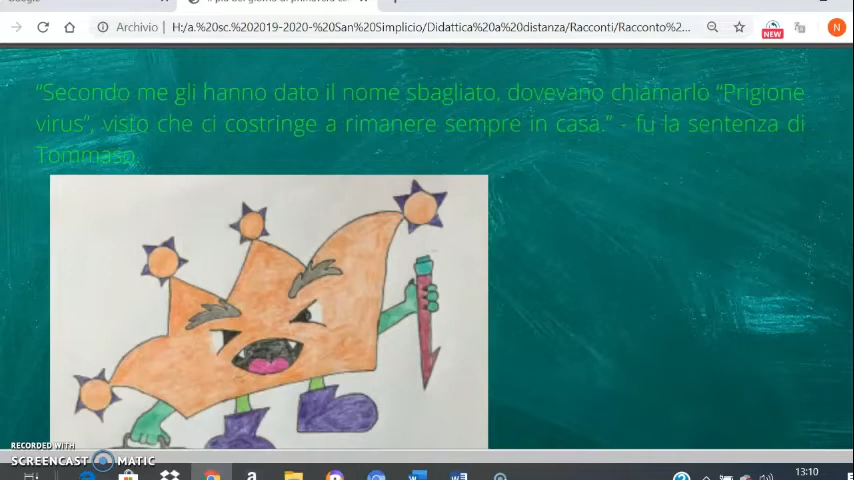 Archivio
H:/a.%20sc.%202019-2020-%20San%20Simplicio/Didattica%20a%20distanza/Racconti/Racconto%2...
NEW
N
“Secondo me gli hanno dato il nome sbagliato, dovevano chiamarlo “Prigione
virus”, visto che ci costringe a rimanere sempre in casa.” - fu la sentenza di
Tommaso.
RECORDED WITH
SCREENCAST MATIC
13:10